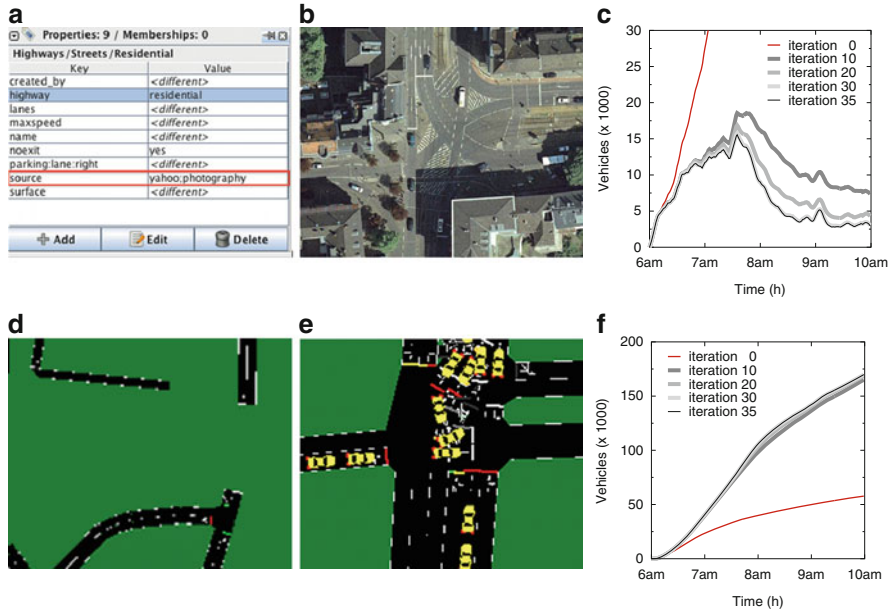 a
Properties: 9 / Memberships: 0
Highways/Streets/Residential
Key Value
created_by <different>
highway residential
lanes <different>
maxspeed <different>
name <different>
noexit yes
parking:lane:right <different>
source yahoo;photography
surface <different>
Add Edit Delete
b
c
iteration 0
iteration 10
iteration 20
iteration 30
iteration 35
Vehicles (x 1000)
30
25
20
15
10
5
0
6am 7am 8am 9am 10am
Time (h)
d
e
f
iteration 0
iteration 10
iteration 20
iteration 30
iteration 35
Vehicles (x 1000)
200
150
100
50
0
6am 7am 8am 9am 10am
Time (h)